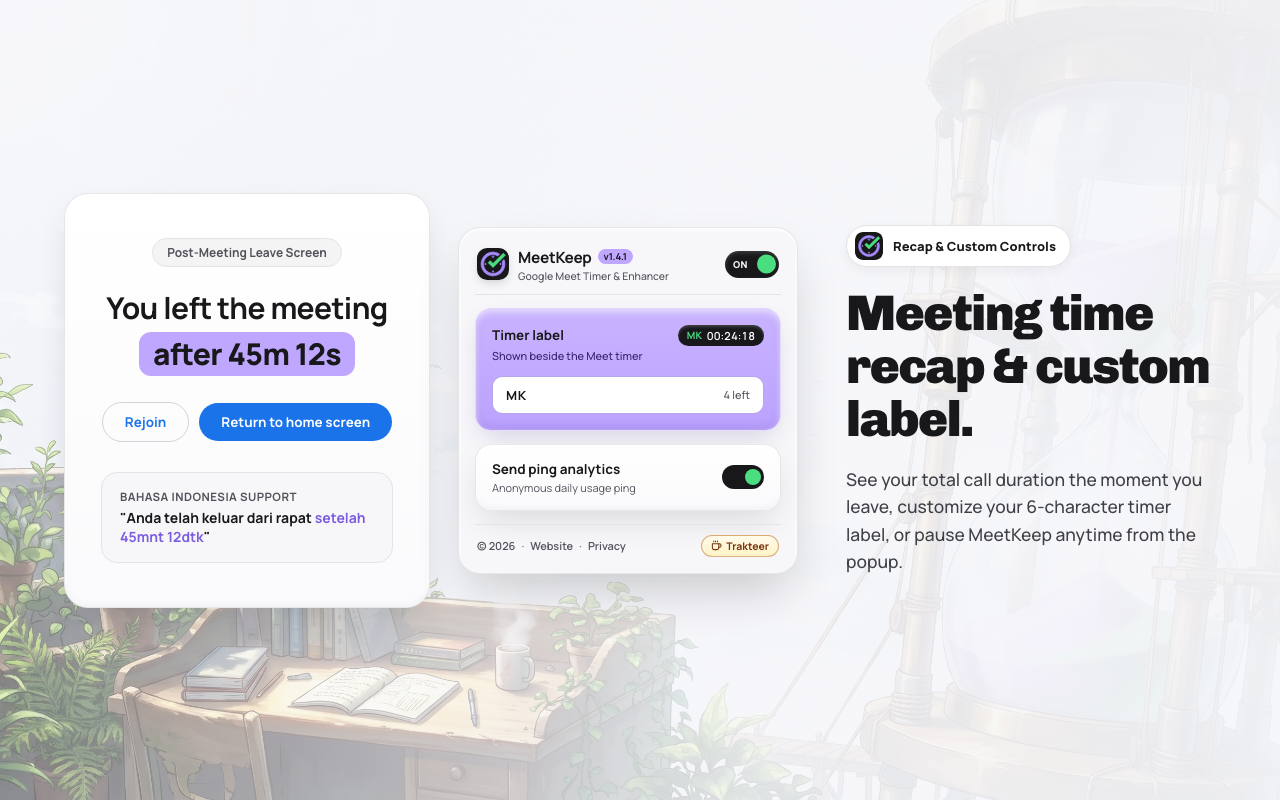 Post-Meeting Leave Screen
You left the meeting
after 45m 12s
Rejoin
Return to home screen
BAHASA INDONESIA SUPPORT
"Anda telah keluar dari rapat setelah
45mnt 12dtk"
MeetKeep v1.4.1
Google Meet Timer & Enhancer
ON
Timer label
MK 00:24:18
Shown beside the Meet timer
MK
4 left
Send ping analytics
Anonymous daily usage ping
© 2026 · Website · Privacy
Trakteer
Recap & Custom Controls
Meeting time
recap & custom
label.
See your total call duration the moment you
leave, customize your 6-character timer
label, or pause MeetKeep anytime from the
popup.